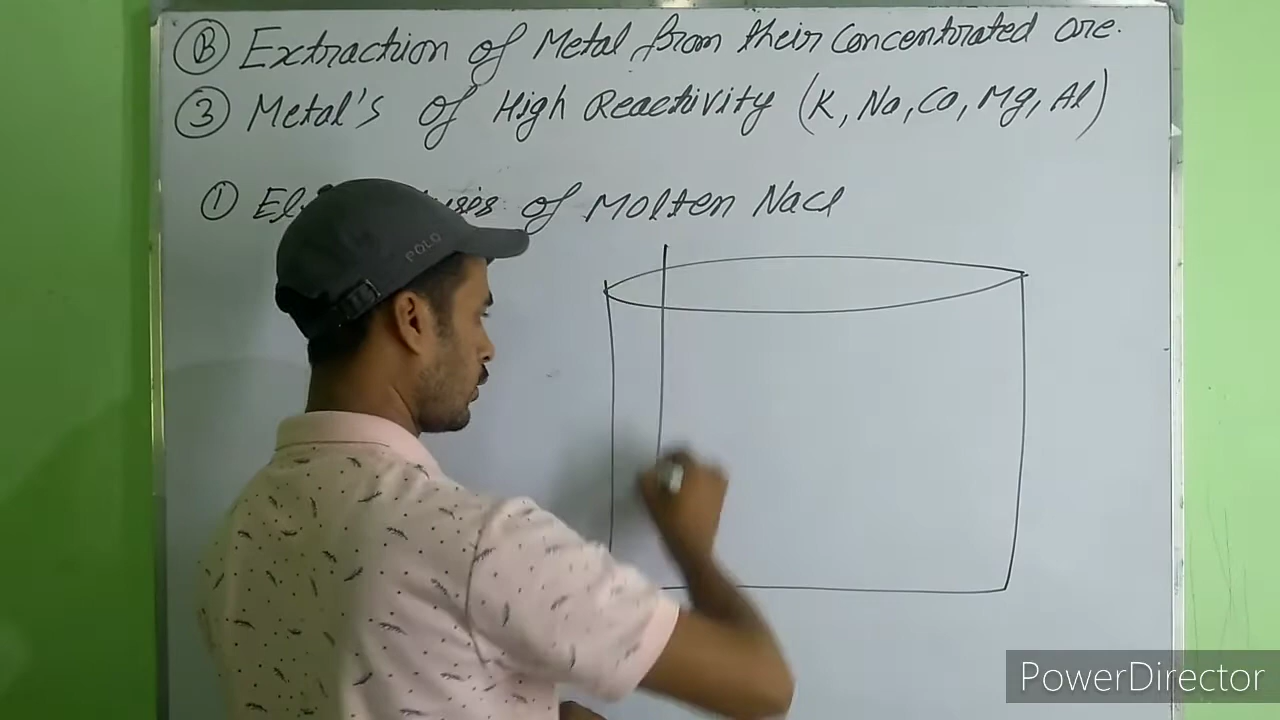 Ⓑ Extraction of Metal from their Concentrated Ore.
③ Metal's of High Reactivity (K, Na, Ca, Mg, Al)
① of Molten Nacl
POLO
PowerDirector